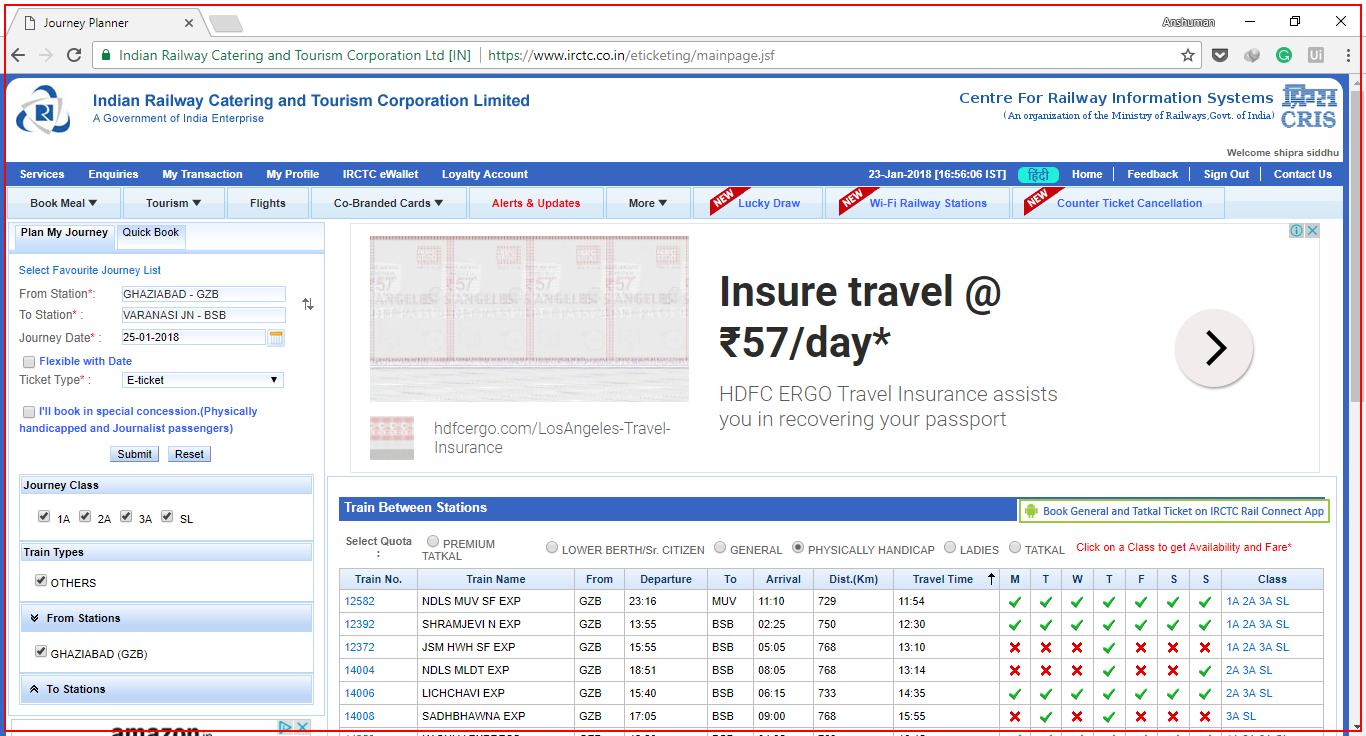 Journey Planner
Anshuman
Indian Railway Catering and Tourism Corporation Ltd [IN] https://www.irctc.co.in/eticketing/mainpage.jsf
Indian Railway Catering and Tourism Corporation Limited
A Government of India Enterprise
Centre For Railway Information Systems
(An organization of the Ministry of Railways,Govt. of India)
CRIS
Welcome shipra siddhu
Services Enquiries My Transaction My Profile IRCTC eWallet Loyalty Account 23-Jan-2018 [16:56:06 IST] हिंदी Home Feedback Sign Out Contact Us
Book Meal ▼ Tourism ▼ Flights Co-Branded Cards ▼ Alerts & Updates More ▼ NEW Lucky Draw NEW Wi-Fi Railway Stations NEW Counter Ticket Cancellation
Plan My Journey Quick Book
Select Favourite Journey List
From Station*: GHAZIABAD - GZB
To Station* : VARANASI JN - BSB
Journey Date* : 25-01-2018
Flexible with Date
Ticket Type* : E-ticket
I'll book in special concession.(Physically
handicapped and Journalist passengers)
Submit Reset
Journey Class
1A 2A 3A SL
Train Types
OTHERS
From Stations
GHAZIABAD (GZB)
To Stations
amazon.in
Insure travel @
₹57/day*
HDFC ERGO Travel Insurance assists
you in recovering your passport
hdfcergo.com/LosAngeles-Travel-
Insurance
Train Between Stations
Book General and Tatkal Ticket on IRCTC Rail Connect App
Select Quota
:
PREMIUM
TATKAL
LOWER BERTH/Sr. CITIZEN GENERAL PHYSICALLY HANDICAP LADIES TATKAL Click on a Class to get Availability and Fare*
Train No. Train Name From Departure To Arrival Dist.(Km) Travel Time M T W T F S S Class
12582 NDLS MUV SF EXP GZB 23:16 MUV 11:10 729 11:54 1A 2A 3A SL
12392 SHRAMJEVI N EXP GZB 13:55 BSB 02:25 750 12:30 1A 2A 3A SL
12372 JSM HWH SF EXP GZB 15:55 BSB 05:05 768 13:10 1A 2A 3A SL
14004 NDLS MLDT EXP GZB 18:51 BSB 08:05 768 13:14 2A 3A SL
14006 LICHCHAVI EXP GZB 15:40 BSB 06:15 733 14:35 2A 3A SL
14008 SADHBHAWNA EXP GZB 17:05 BSB 09:00 768 15:55 3A SL